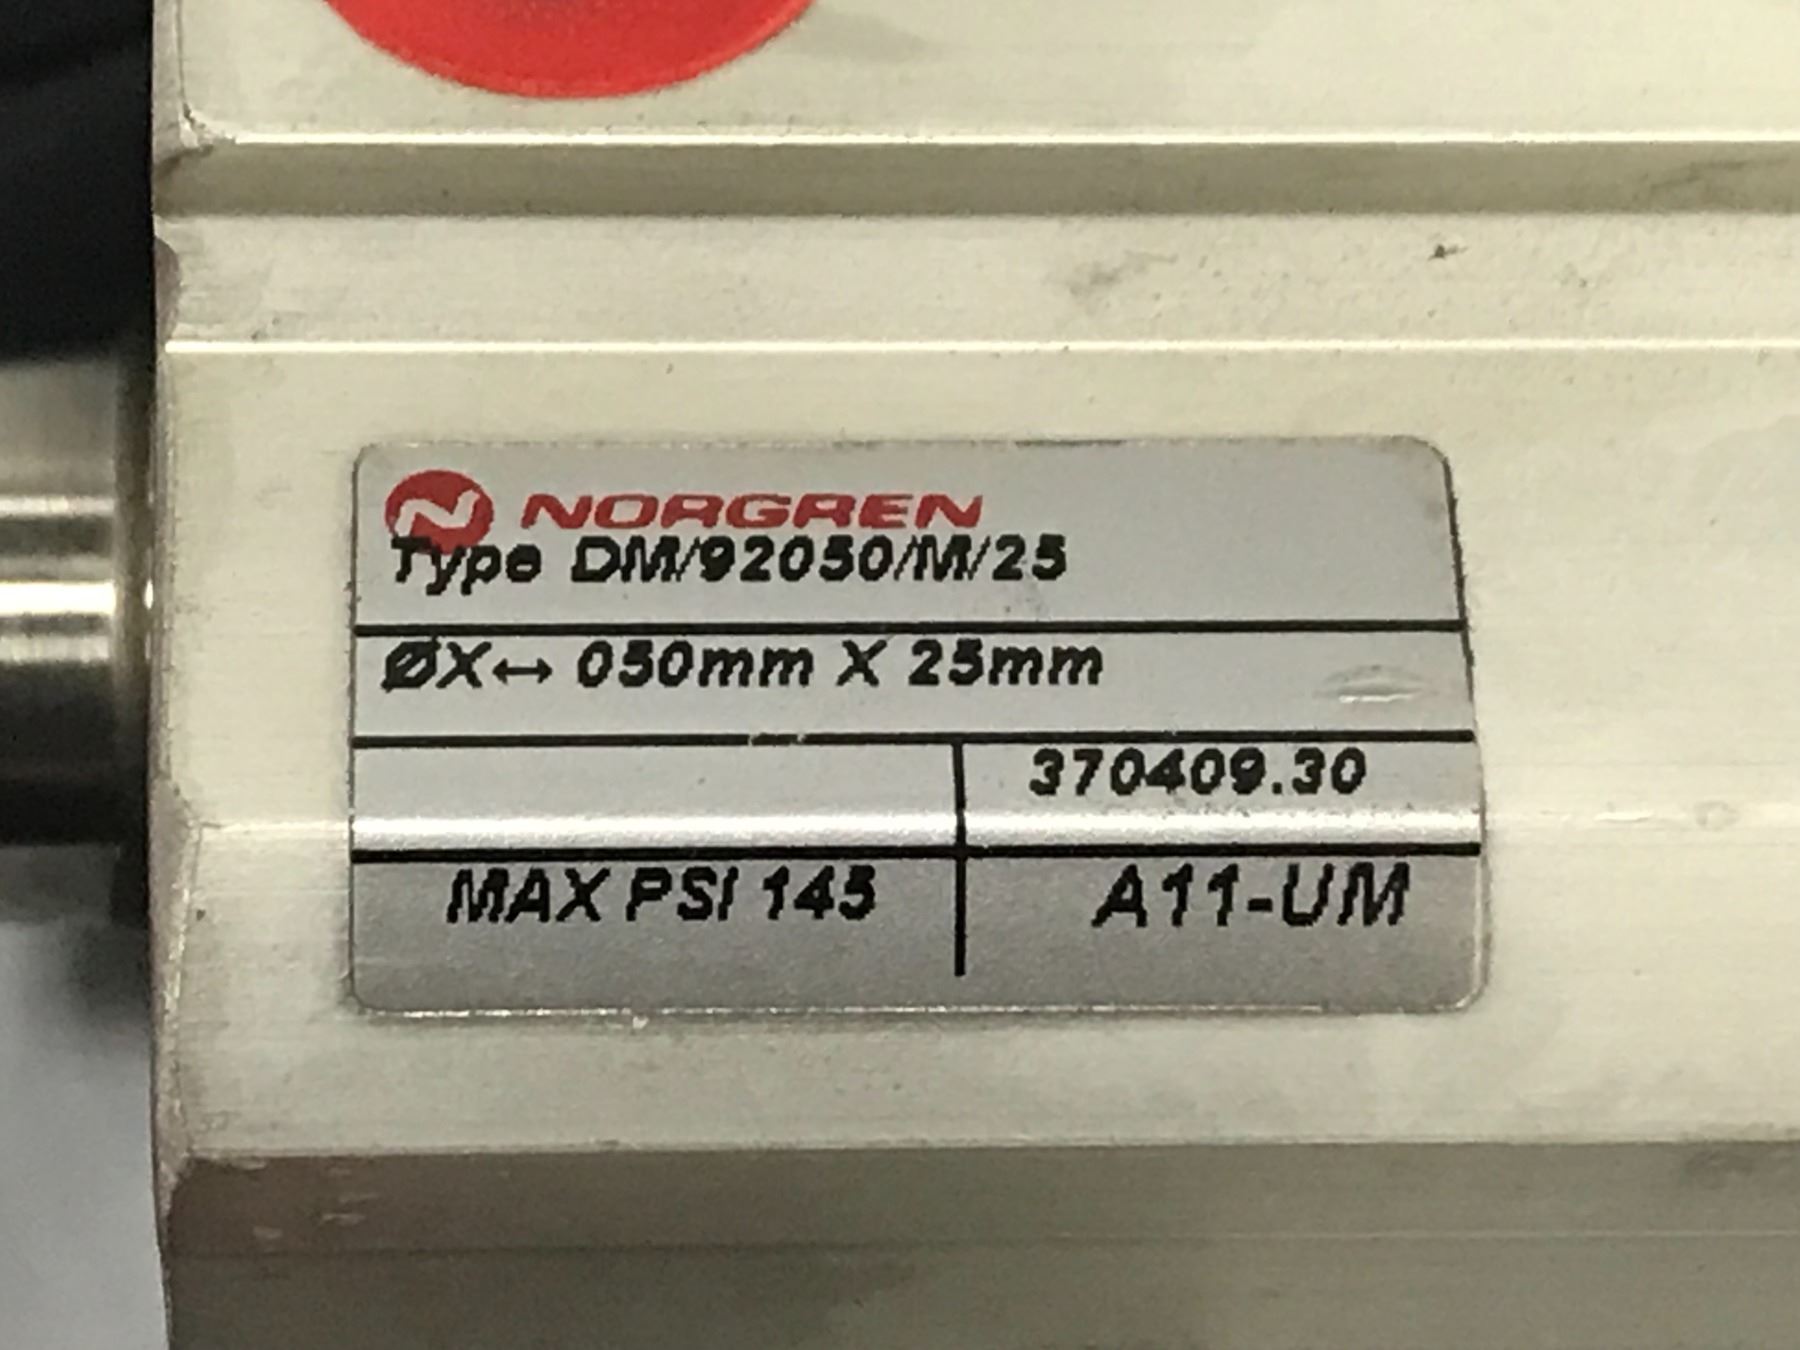 NORGREN
Type DM/92050/M/25
ØX↔ 050mm X 25mm
370409.30
MAX PSI 145
A11-UM